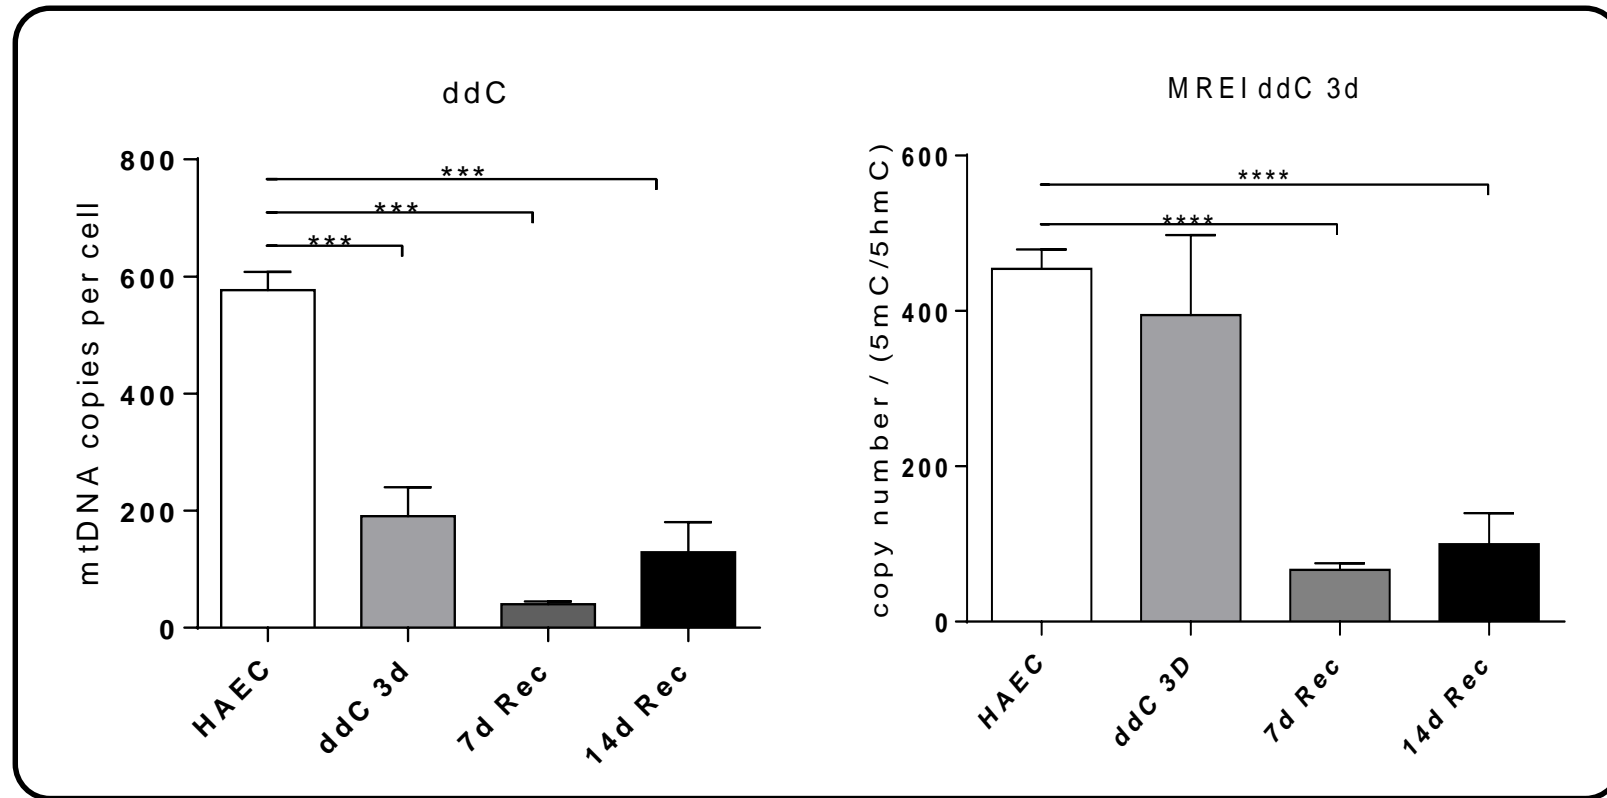 ddC
mtDNA copies per cell
800
600
400
200
0
***
***
***
HAEC
ddC 3d
7d Rec
14d Rec
MREI ddC 3d
copy number / (5mC/5hmC)
600
400
200
0
****
****
HAEC
ddC 3D
7d Rec
14d Rec